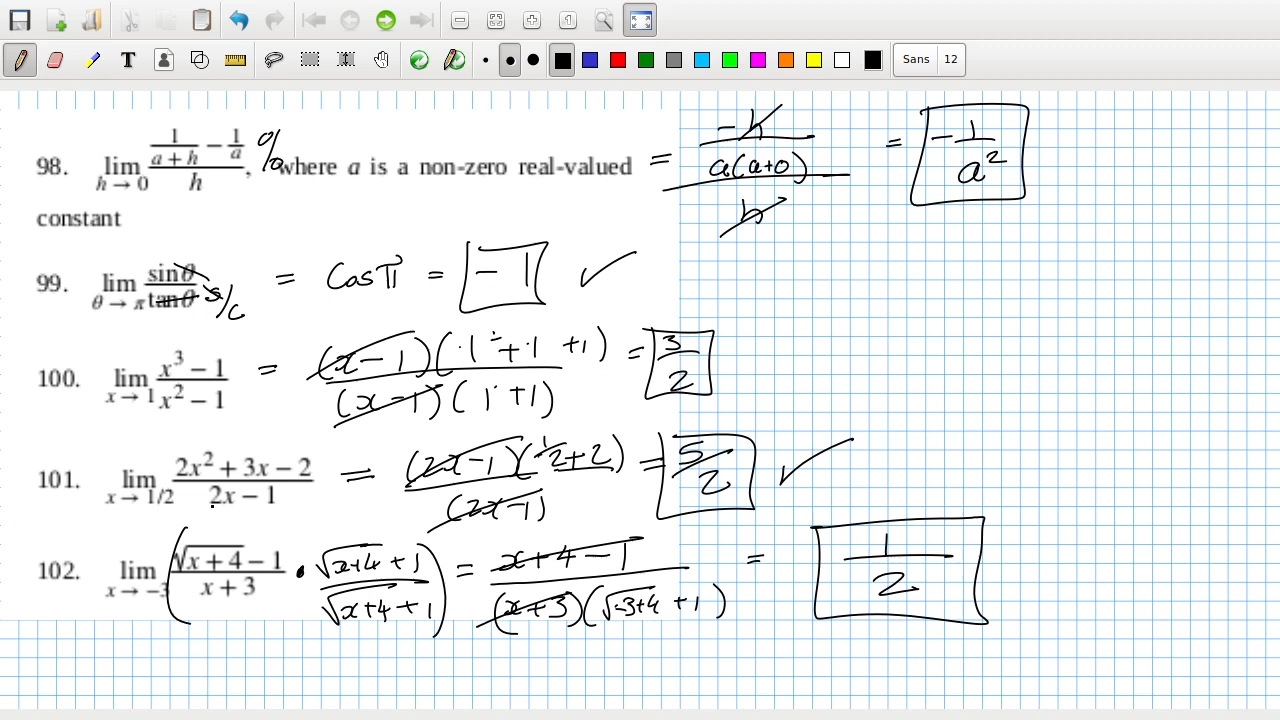 Sans 12
98. lim h → 0 (1/(a + h) − 1/a)/h, 0/0 where a is a non-zero real-valued = (−h/(a(a+0)))/h = −1/a²
constant
99. lim θ → π sinθ/tanθ s/c = cos π = −1 ✓
100. lim x → 1 (x³ − 1)/(x² − 1) = (x−1)(1²+1+1)/((x−1)(1+1)) = 3/2
101. lim x → 1/2 (2x² + 3x − 2)/(2x − 1) = (2x−1)(1/2+2)/(2x−1) = 5/2 ✓
102. lim x → −3 ((√(x + 4) − 1)/(x + 3) • (√(x+4) + 1)/(√(x+4) + 1)) = (x+4−1)/((x+3)(√(−3+4) + 1)) = 1/2